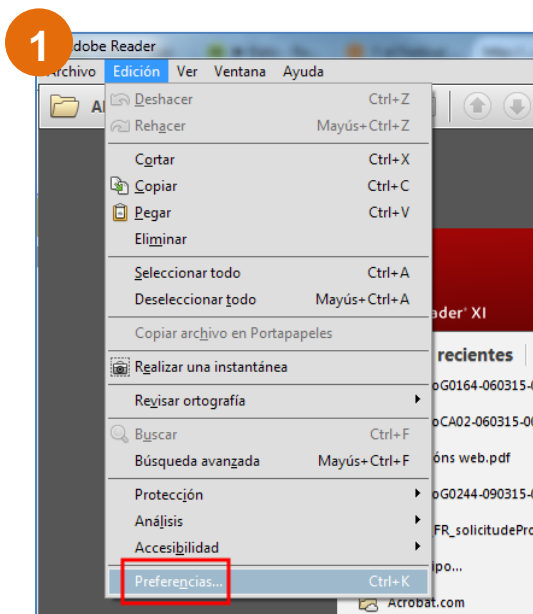 1
dobe Reader
Archivo Edición Ver Ventana Ayuda
Deshacer Ctrl+Z
Rehacer Mayús+Ctrl+Z
Cortar Ctrl+X
Copiar Ctrl+C
Pegar Ctrl+V
Eliminar
Seleccionar todo Ctrl+A
Deseleccionar todo Mayús+Ctrl+A
Copiar archivo en Portapapeles
Realizar una instantánea
Revisar ortografía
Buscar Ctrl+F
Búsqueda avanzada Mayús+Ctrl+F
Protección
Análisis
Accesibilidad
Preferencias... Ctrl+K
ader XI
recientes
oG0164-060315-
oCA02-060315-0
óns web.pdf
oG0244-090315-
FR_solicitudePro
ipo...
Acrobat.com